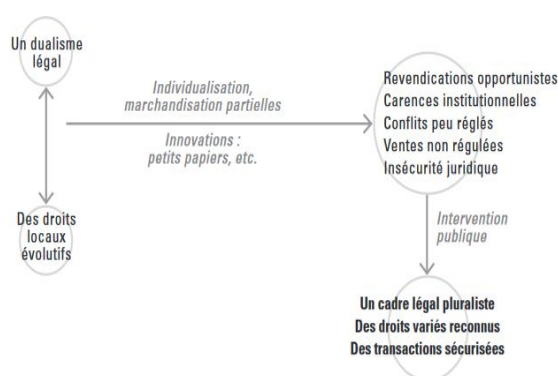 Un dualisme
légal
Individualisation,
marchandisation partielles
Innovations :
petits papiers, etc.
Des droits
locaux
évolutifs
Revendications opportunistes
Carences institutionnelles
Conflits peu réglés
Ventes non régulées
Insécurité juridique
Intervention
publique
Un cadre légal pluraliste
Des droits variés reconnus
Des transactions sécurisées